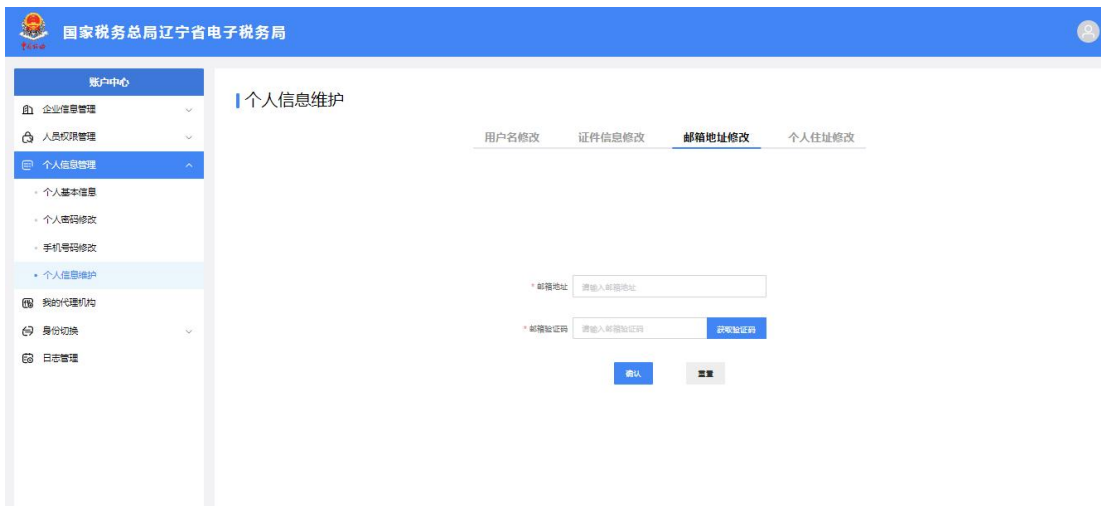 国家税务总局辽宁省电子税务局
账户中心
企业信息管理
人员权限管理
个人信息管理
个人基本信息
个人密码修改
手机号码修改
个人信息维护
我的代理机构
身份切换
日志管理
个人信息维护
用户名修改 证件信息修改 邮箱地址修改 个人住址修改
* 邮箱地址 请输入邮箱地址
* 邮箱验证码 请输入邮箱验证码 获取验证码
确认 重置